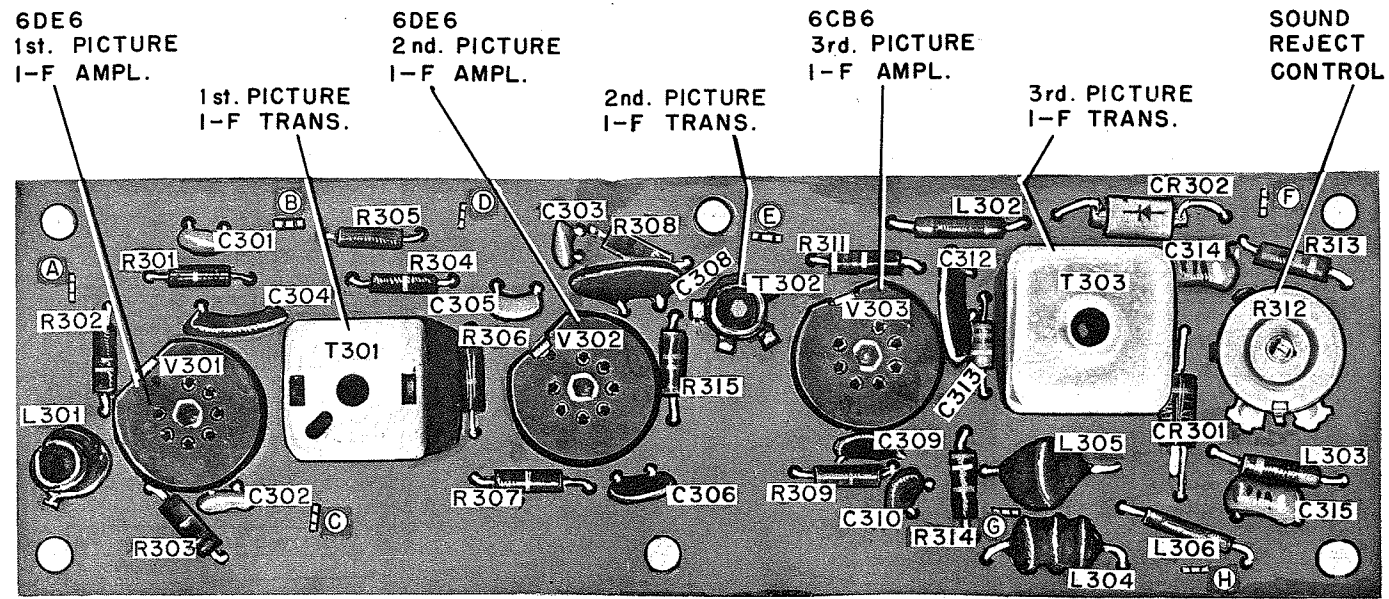 6DE6
1st. PICTURE
I-F AMPL.
1st. PICTURE
I-F TRANS.
6DE6
2nd. PICTURE
I-F AMPL.
2nd. PICTURE
I-F TRANS.
6CB6
3rd. PICTURE
I-F AMPL.
3rd. PICTURE
I-F TRANS.
SOUND
REJECT
CONTROL
A
B
C301
R301
R302
C304
R305
R304
D
C305
R306
C303
R308
C308
E
T302
R311
V303
L302
C312
CR302
C314
F
R313
T303
R312
V301
T301
V302
R315
C313
L301
CR301
C309
L305
L303
R303
C302
C
R307
C306
R309
C310
R314
G
L304
L306
H
C315